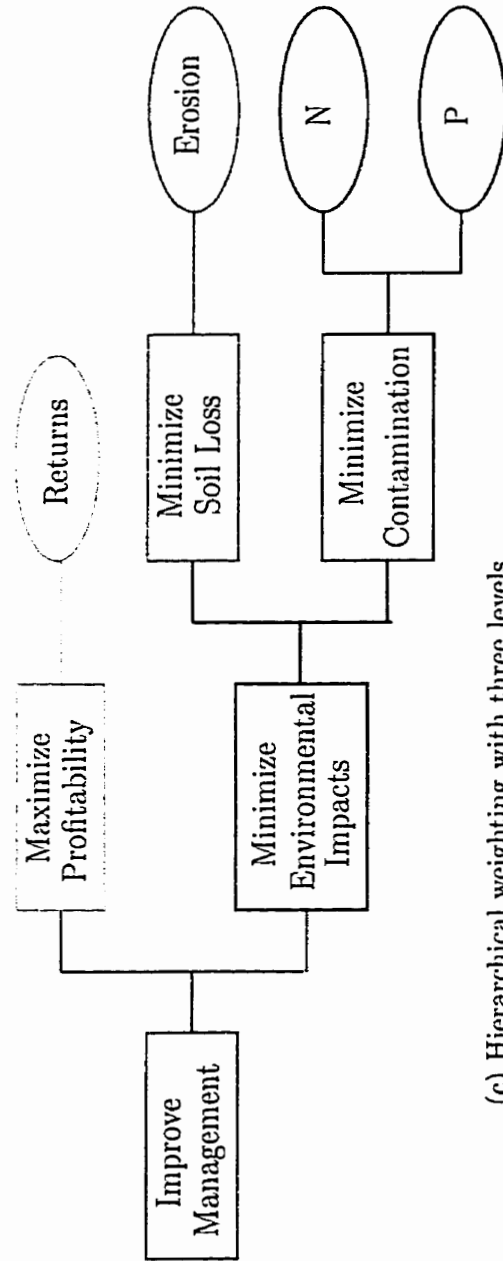 Improve
Management
Maximize
Profitability
Returns
Minimize
Environmental
Impacts
Minimize
Soil Loss
Erosion
Minimize
Contamination
N
P
(c) Hierarchical weighting with three levels